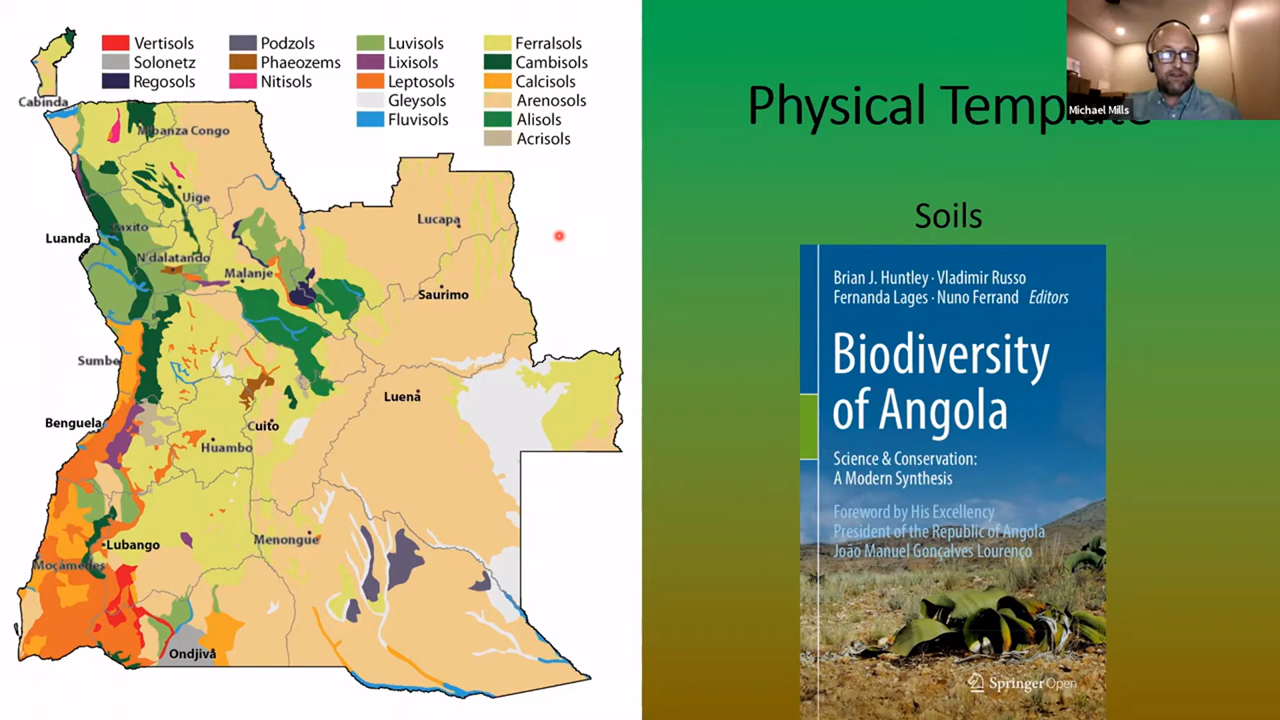 Vertisols
Solonetz
Regosols
Podzols
Phaeozems
Nitisols
Luvisols
Lixisols
Leptosols
Gleysols
Fluvisols
Ferralsols
Cambisols
Calcisols
Arenosols
Alisols
Acrisols
Cabinda
Mbanza Congo
Uige
Caxito
Luanda
N'dalatando
Malanje
Lucapa
Saurimo
Sumbe
Luena
Benguela
Cuito
Huambo
Menongue
Lubango
Moçâmedes
Ondjiva
Physical Template
Soils
Michael Mills
Brian J. Huntley · Vladimir Russo
Fernanda Lages · Nuno Ferrand Editors
Biodiversity
of Angola
Science & Conservation:
A Modern Synthesis
Foreword by His Excellency
President of the Republic of Angola
João Manuel Gonçalves Lourenço
Springer Open